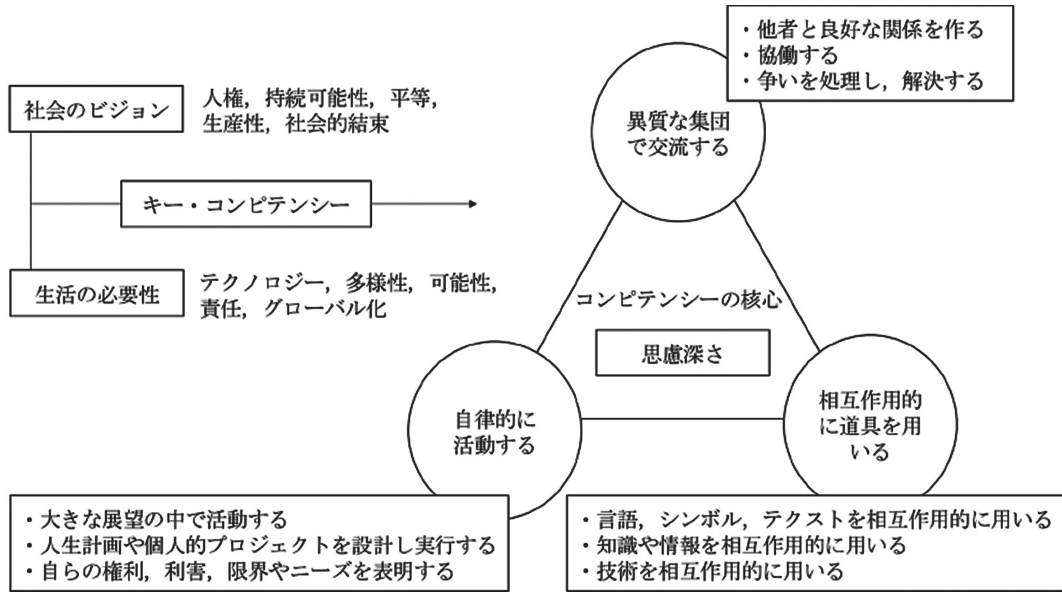 社会のビジョン
人権，持続可能性，平等，
生産性，社会的結束
キー・コンピテンシー
生活の必要性
テクノロジー，多様性，可能性，
責任，グローバル化
・他者と良好な関係を作る
・協働する
・争いを処理し，解決する
異質な集団
で交流する
コンピテンシーの核心
思慮深さ
自律的に
活動する
相互作用的
に道具を用
いる
・大きな展望の中で活動する
・人生計画や個人的プロジェクトを設計し実行する
・自らの権利，利害，限界やニーズを表明する
・言語，シンボル，テクストを相互作用的に用いる
・知識や情報を相互作用的に用いる
・技術を相互作用的に用いる